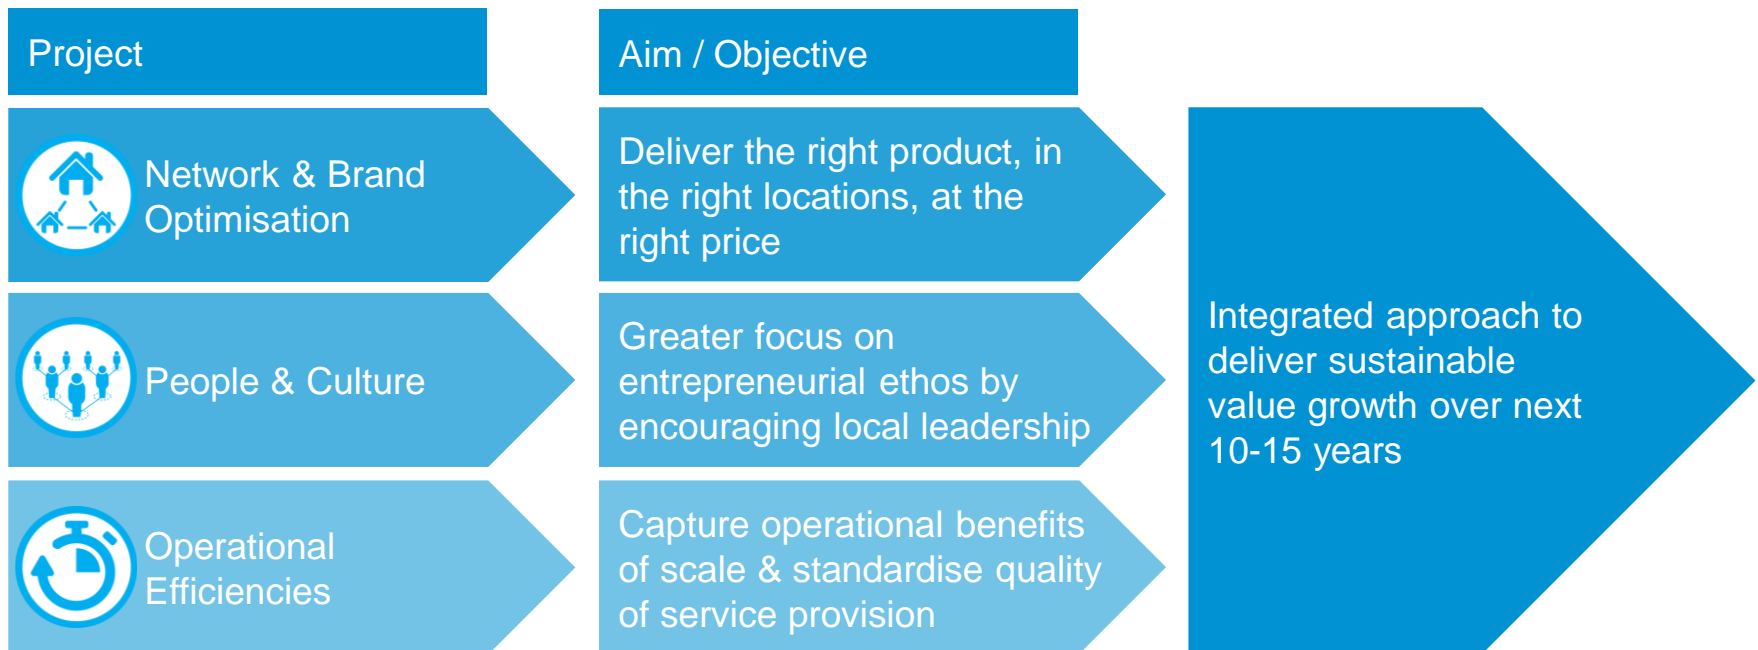 Project
Aim / Objective
Network & Brand
Optimisation
Deliver the right product, in
the right locations, at the
right price
People & Culture
Greater focus on
entrepreneurial ethos by
encouraging local leadership
Operational
Efficiencies
Capture operational benefits
of scale & standardise quality
of service provision
Integrated approach to
deliver sustainable
value growth over next
10-15 years